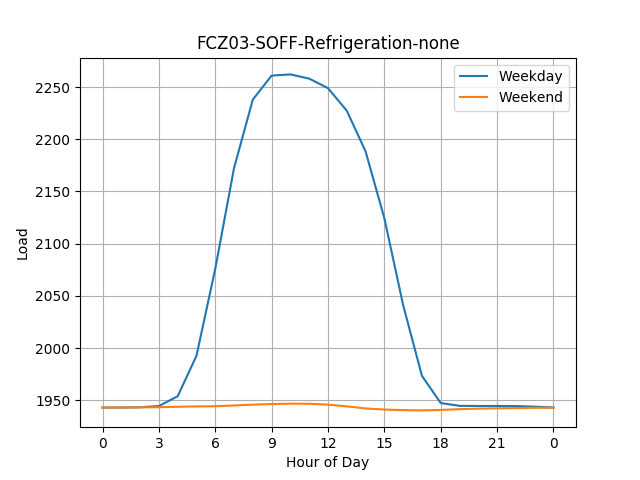 FCZ03-SOFF-Refrigeration-none
Weekday
Weekend
2250
2200
2150
2100
2050
2000
1950
Load
0 3 6 9 12 15 18 21 0
Hour of Day